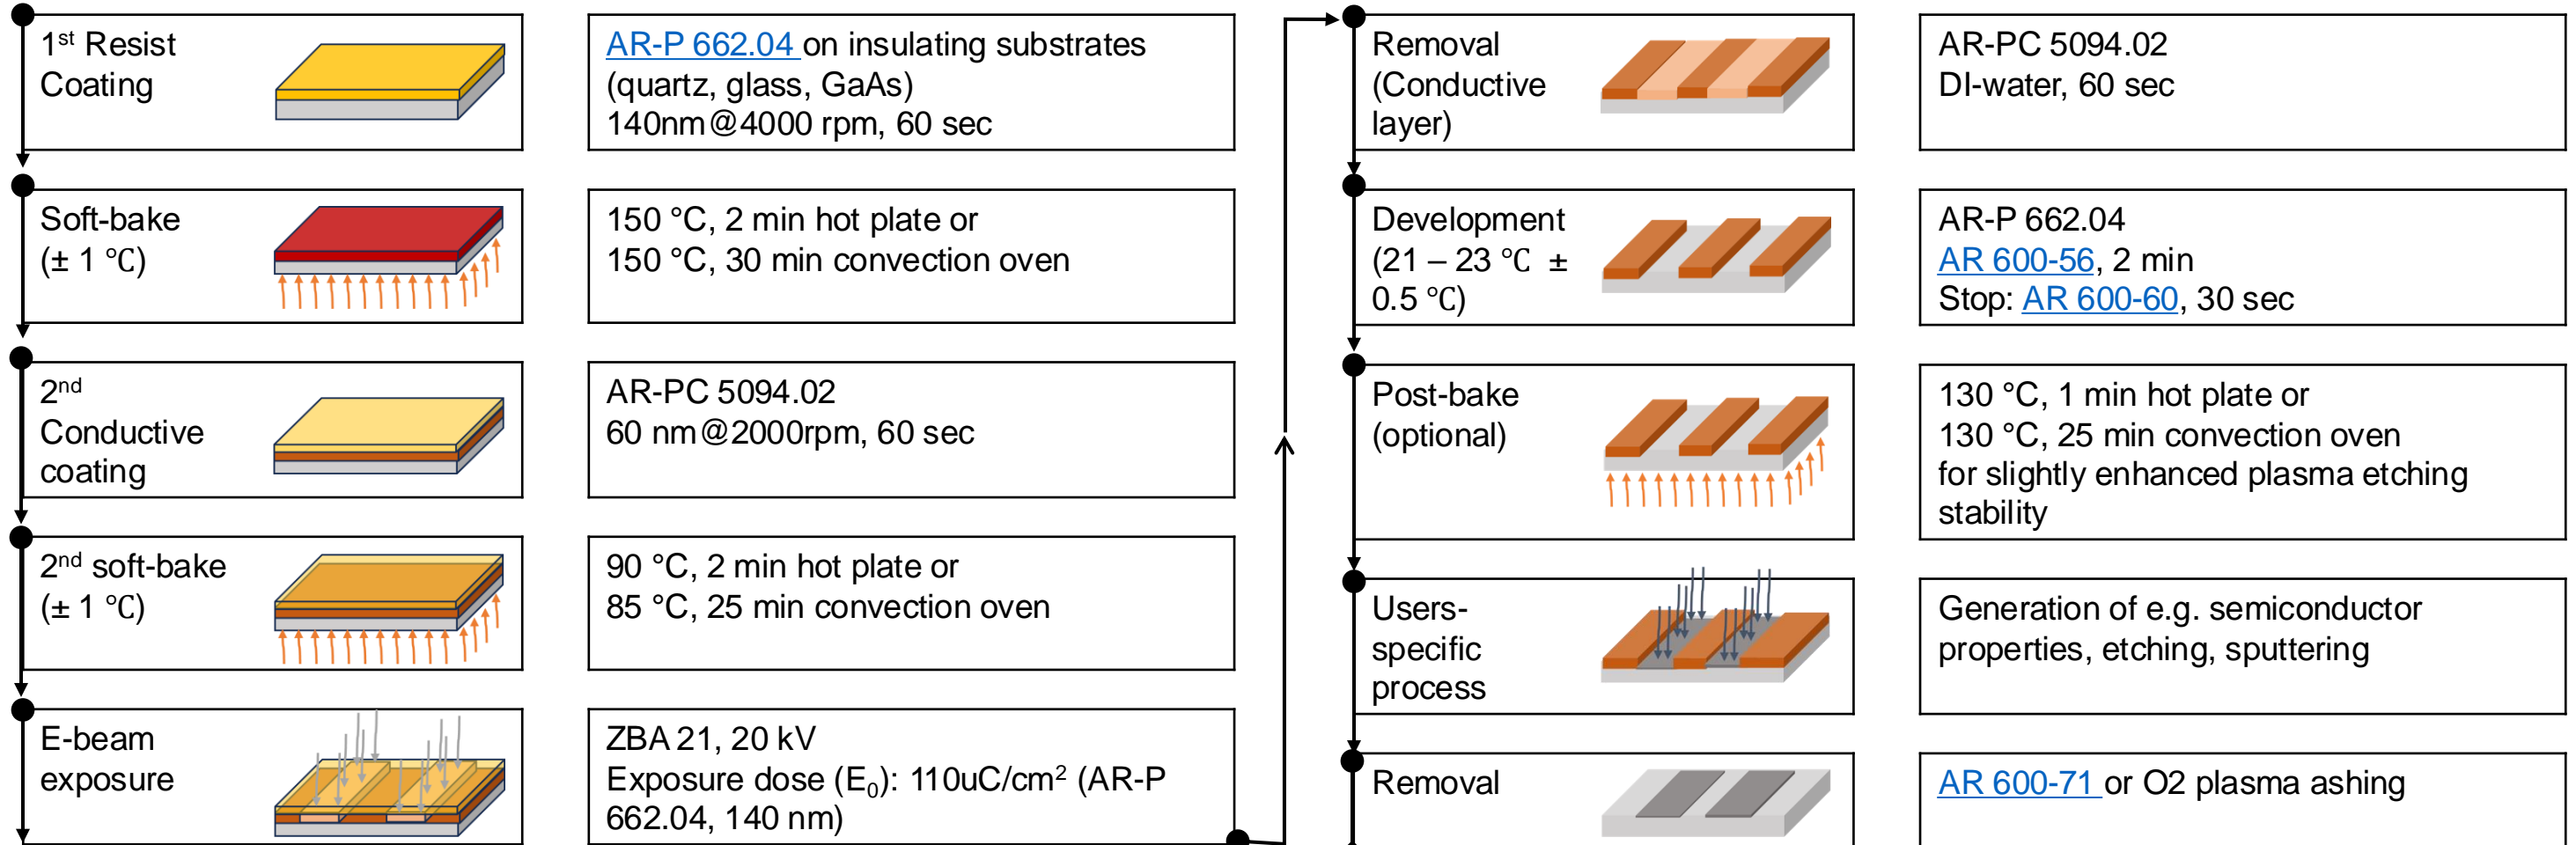 1st Resist
Coating
AR-P 662.04 on insulating substrates
(quartz, glass, GaAs)
140nm@4000 rpm, 60 sec
Soft-bake
(± 1 °C)
150 °C, 2 min hot plate or
150 °C, 30 min convection oven
2nd
Conductive
coating
AR-PC 5094.02
60 nm@2000rpm, 60 sec
2nd soft-bake
(± 1 °C)
90 °C, 2 min hot plate or
85 °C, 25 min convection oven
E-beam
exposure
ZBA 21, 20 kV
Exposure dose (E0): 110uC/cm2 (AR-P
662.04, 140 nm)
Removal
(Conductive
layer)
AR-PC 5094.02
DI-water, 60 sec
Development
(21 – 23 °C ±
0.5 °C)
AR-P 662.04
AR 600-56, 2 min
Stop: AR 600-60, 30 sec
Post-bake
(optional)
130 °C, 1 min hot plate or
130 °C, 25 min convection oven
for slightly enhanced plasma etching
stability
Users-
specific
process
Generation of e.g. semiconductor
properties, etching, sputtering
Removal
AR 600-71 or O2 plasma ashing